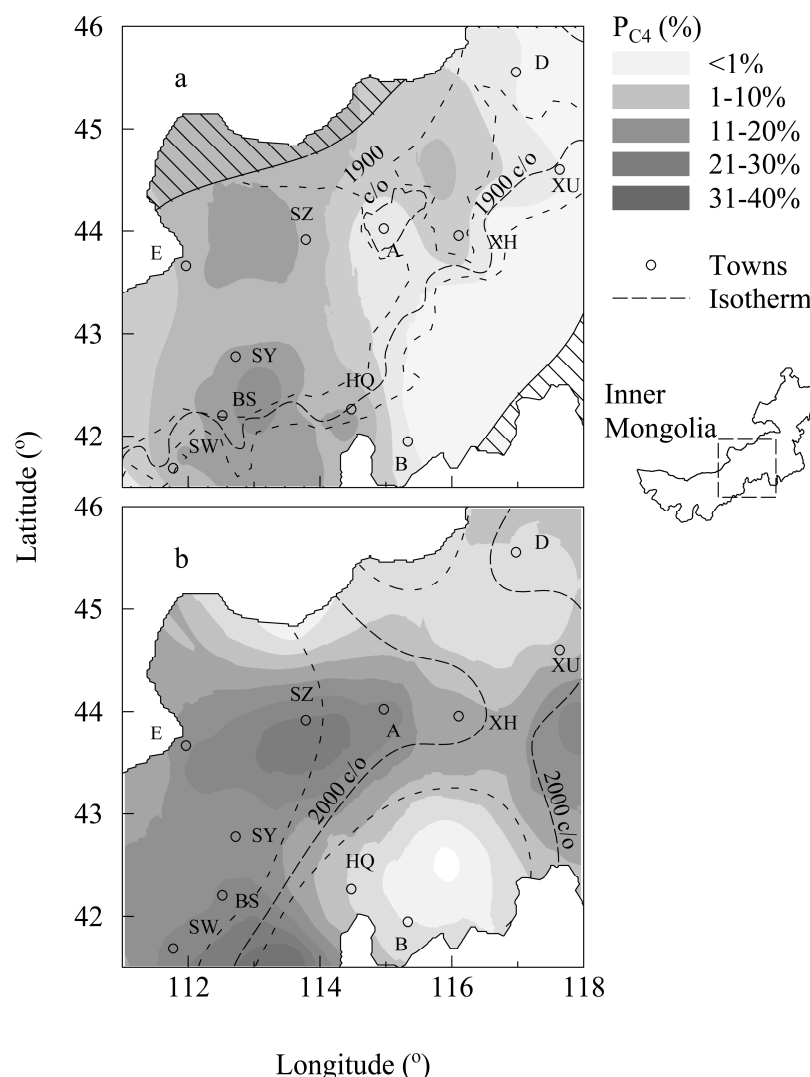 46
P_C4 (%)
D
a
<1%
1-10%
45
11-20%
1900 c/o
1900 c/o
XU
21-30%
31-40%
SZ
44
E
A
XH
Towns
Isotherm
43
SY
HQ
BS
Inner
Mongolia
42
SW
B
Latitude (°)
46
b
D
45
XU
SZ
44
E
A
XH
2000 c/o
2000 c/o
43
SY
HQ
BS
42
SW
B
112
114
116
118
Longitude (°)